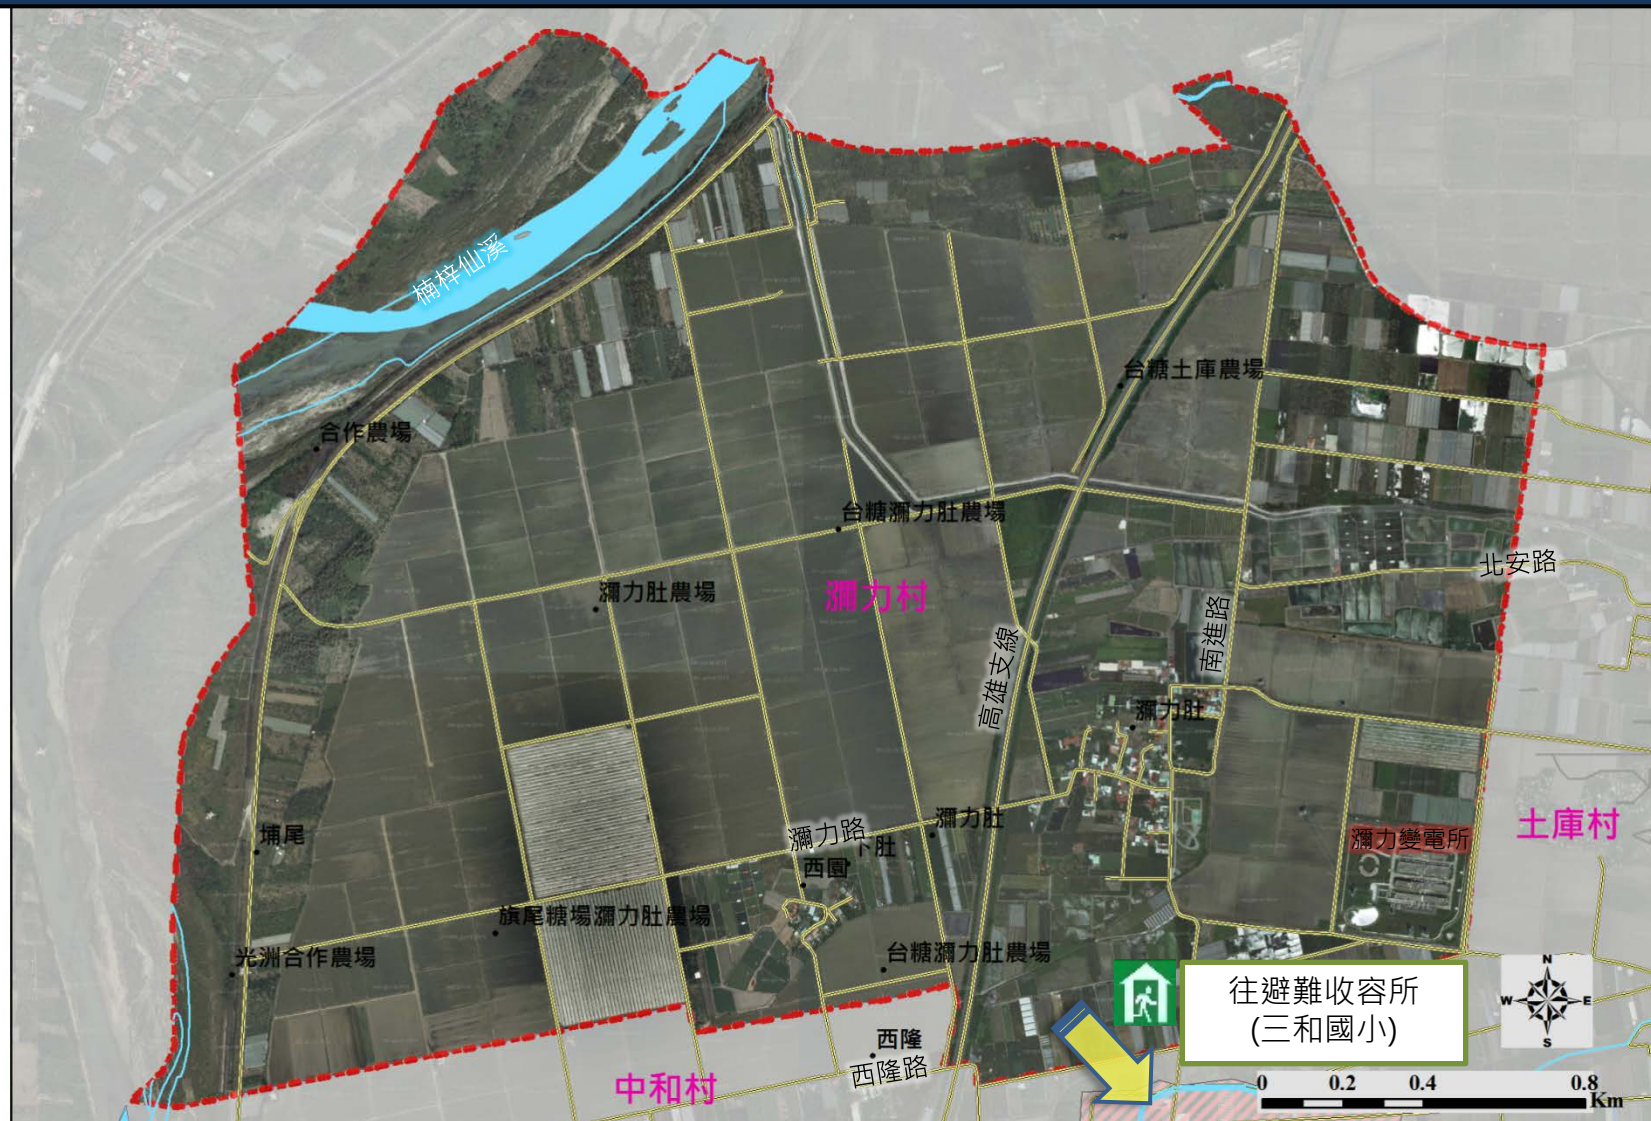 楠梓仙溪
台糖土庫農場
合作農場
台糖瀰力肚農場
北安路
瀰力肚農場
瀰力村
南進路
高雄支線
瀰力肚
瀰力肚
土庫村
瀰力路
瀰力變電所
埔尾
下肚
西園
旗尾糖場瀰力肚農場
光洲合作農場
台糖瀰力肚農場
往避難收容所
(三和國小)
N
W
E
S
西隆
西隆路
中和村
0 0.2 0.4 0.8
Km